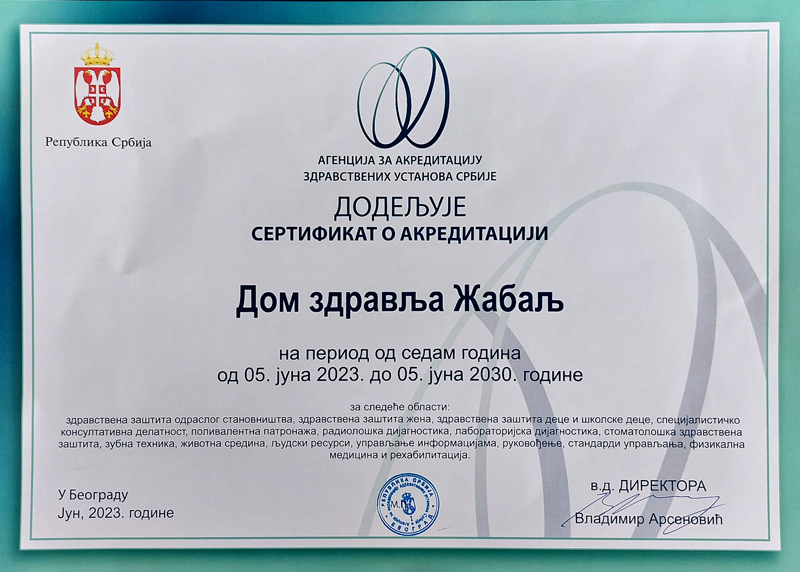 Република Србија
АГЕНЦИЈА ЗА АКРЕДИТАЦИЈУ
ЗДРАВСТВЕНИХ УСТАНОВА СРБИЈЕ
ДОДЕЉУЈЕ
СЕРТИФИКАТ О АКРЕДИТАЦИЈИ
Дом здравља Жабаљ
на период од седам година
од 05. јуна 2023. до 05. јуна 2030. године
за следеће области:
здравствена заштита одраслог становништва, здравствена заштита жена, здравствена заштита деце и школске деце, специјалистичко
консултативна делатност, поливалентна патронажа, радиолошка дијагностика, лабораторијска дијагностика, стоматолошка здравствена
заштита, зубна техника, животна средина, људски ресурси, управљање информацијама, руковођење, стандарди управљања, физикална
медицина и рехабилитација.
У Београду
Јун, 2023. године
РЕПУБЛИКА СРБИЈА
БЕОГРАД
в.д. ДИРЕКТОРА
Владимир Арсеновић